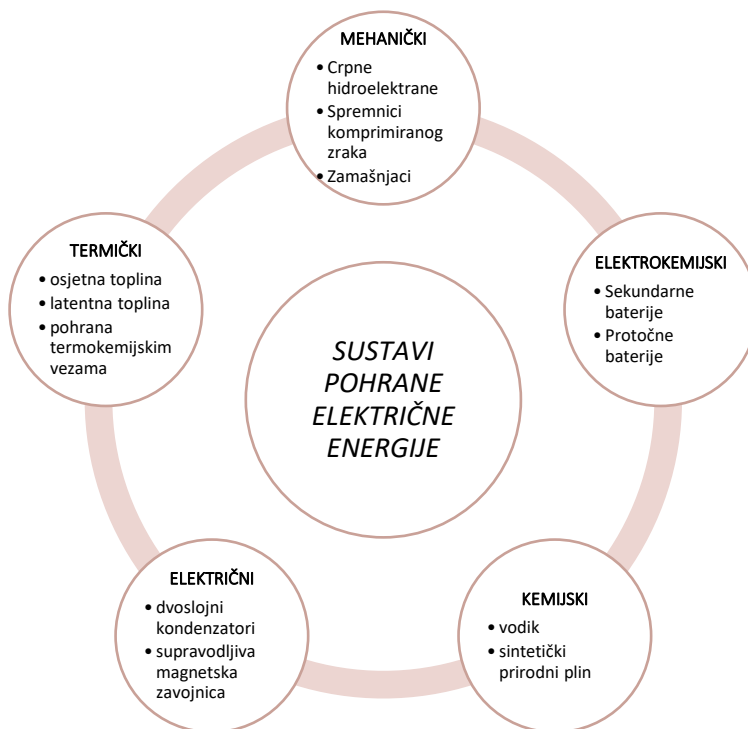 MEHANIČKI
• Crpne
hidroelektrane
• Spremnici
komprimiranog
zraka
• Zamašnjaci
ELEKTROKEMIJSKI
• Sekundarne
baterije
• Protočne
baterije
KEMIJSKI
• vodik
• sintetički
prirodni plin
ELEKTRIČNI
• dvoslojni
kondenzatori
• supravodljiva
magnetska
zavojnica
TERMIČKI
• osjetna toplina
• latentna toplina
• pohrana
termokemijskim
vezama
SUSTAVI
POHRANE
ELEKTRIČNE
ENERGIJE